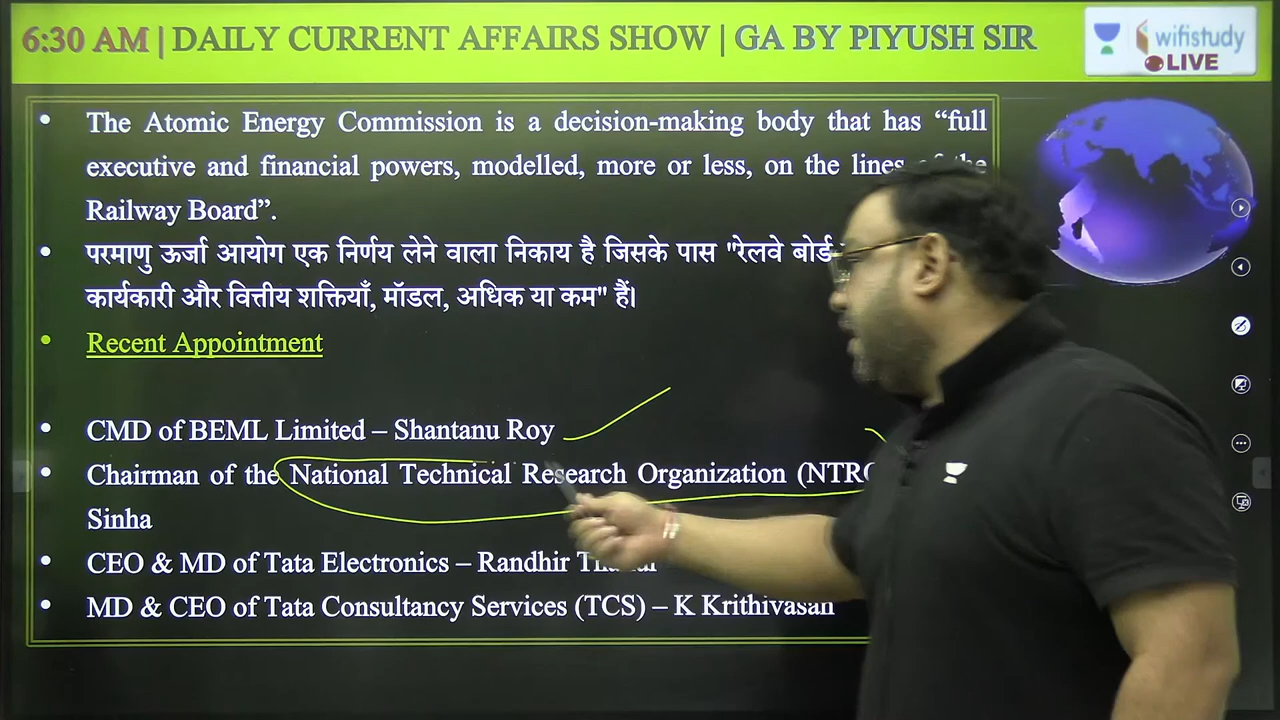 6:30 AM | DAILY CURRENT AFFAIRS SHOW | GA BY PIYUSH SIR
wifistudy
LIVE
• The Atomic Energy Commission is a decision-making body that has “full
executive and financial powers, modelled, more or less, on the lines of the
Railway Board”.
• परमाणु ऊर्जा आयोग एक निर्णय लेने वाला निकाय है जिसके पास "रेलवे बोर्ड
कार्यकारी और वित्तीय शक्तियाँ, मॉडल, अधिक या कम" हैं।
• Recent Appointment
• CMD of BEML Limited – Shantanu Roy
• Chairman of the National Technical Research Organization (NTRO
Sinha
• CEO & MD of Tata Electronics – Randhir Thakur
• MD & CEO of Tata Consultancy Services (TCS) – K Krithivasan